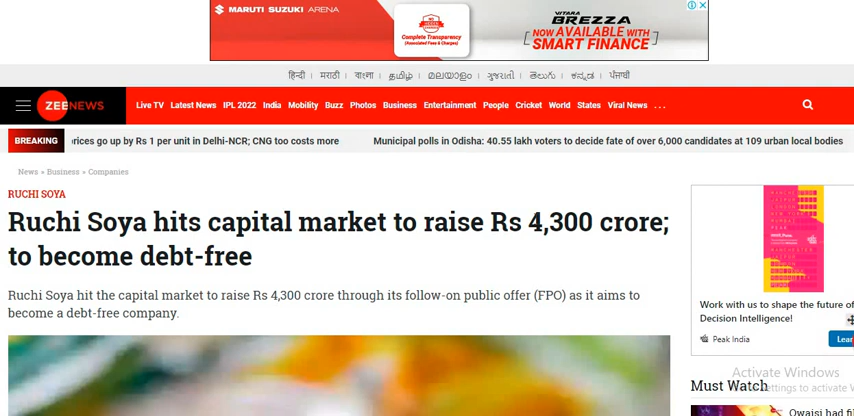 MARUTI SUZUKI ARENA
Complete Transparency
(Associated Fees & Charges)
VITARA
BREZZA
NOW AVAILABLE WITH
SMART FINANCE
हिन्दी | मराठी | বাংলা | தமிழ் | മലയാളം | ગુજરાતી | తెలుగు | ಕನ್ನಡ | ਪੰਜਾਬੀ
ZEENEWS Live TV Latest News IPL 2022 India Mobility Buzz Photos Business Entertainment People Cricket World States Viral News ...
BREAKING rices go up by Rs 1 per unit in Delhi-NCR; CNG too costs more Municipal polls in Odisha: 40.55 lakh voters to decide fate of over 6,000 candidates at 109 urban local bodies
News » Business » Companies
RUCHI SOYA
Ruchi Soya hits capital market to raise Rs 4,300 crore;
to become debt-free
Ruchi Soya hit the capital market to raise Rs 4,300 crore through its follow-on public offer (FPO) as it aims to
become a debt-free company.
Work with us to shape the future of
Decision Intelligence!
Peak India
Lear
Activate Windows
Must Watch
settings to activate W
Owaisi had